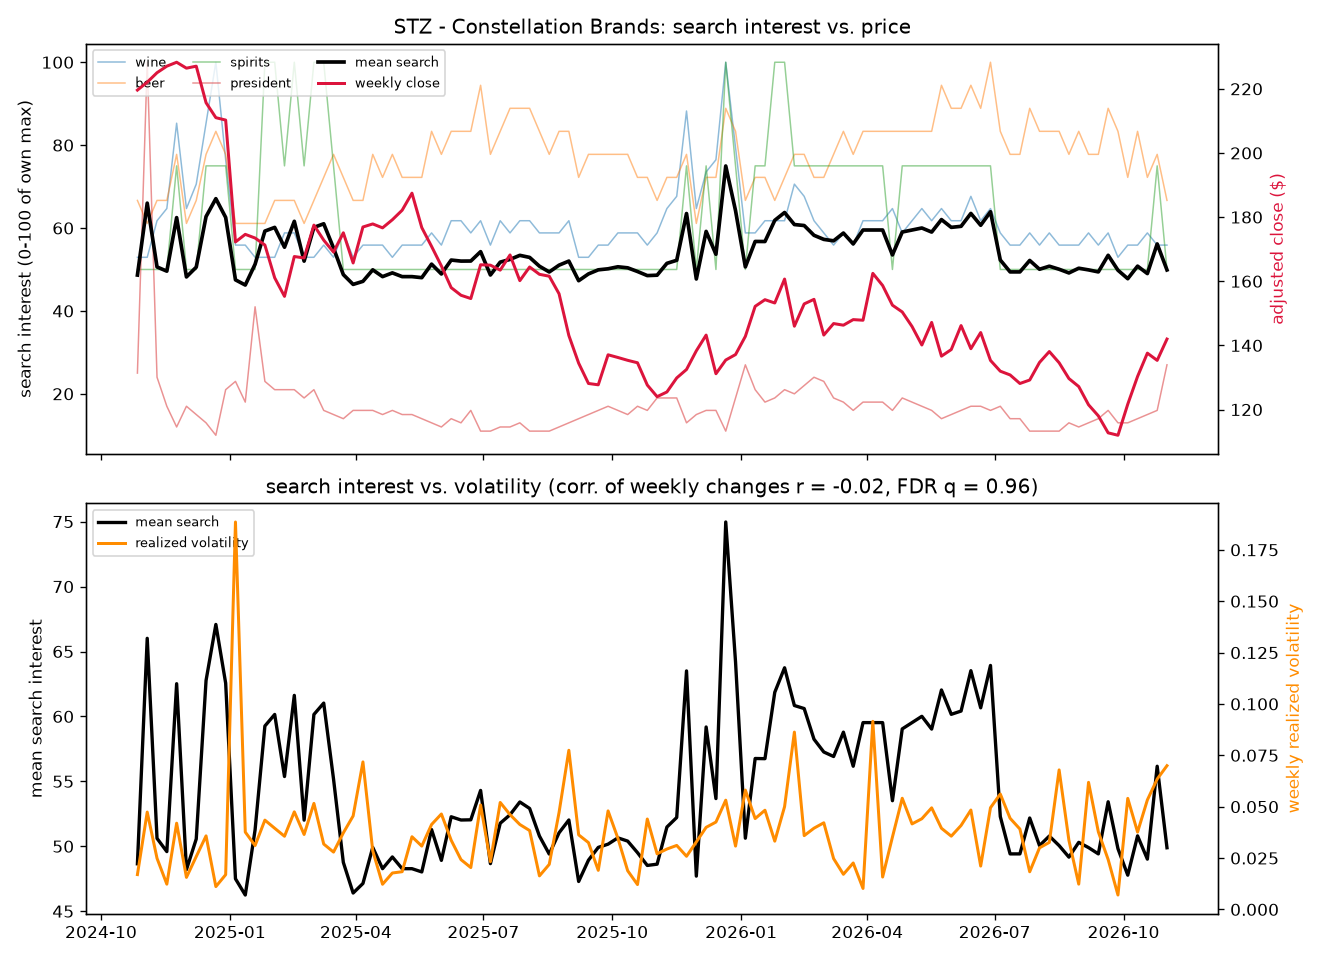 STZ - Constellation Brands: search interest vs. price
wine
beer
spirits
president
mean search
weekly close
search interest (0-100 of own max)
100
80
60
40
20
adjusted close ($)
220
200
180
160
140
120
search interest vs. volatility (corr. of weekly changes r = -0.02, FDR q = 0.96)
mean search
realized volatility
mean search interest
75
70
65
60
55
50
45
weekly realized volatility
0.175
0.150
0.125
0.100
0.075
0.050
0.025
0.000
2024-10 2025-01 2025-04 2025-07 2025-10 2026-01 2026-04 2026-07 2026-10